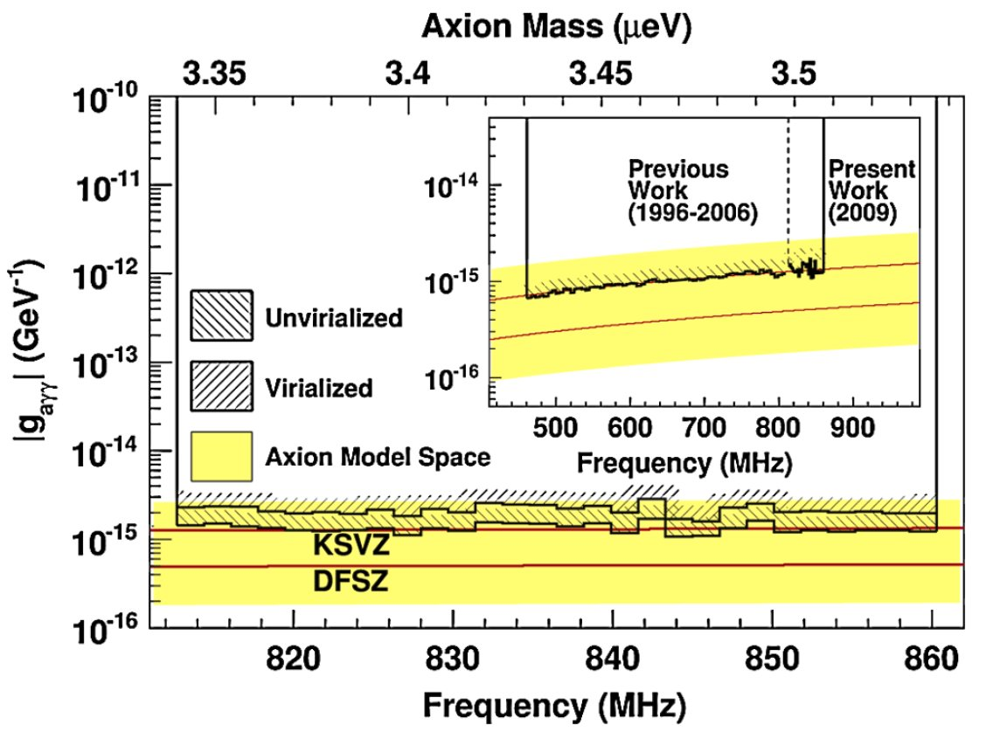 Axion Mass (μeV)
3.35 3.4 3.45 3.5
10-10
10-11
10-12
10-13
10-14
10-15
10-16
|gaγγ| (GeV-1)
Unvirialized
Virialized
Axion Model Space
KSVZ
DFSZ
820 830 840 850 860
Frequency (MHz)
Previous
Work
(1996-2006)
Present
Work
(2009)
10-14
10-15
10-16
500 600 700 800 900
Frequency (MHz)